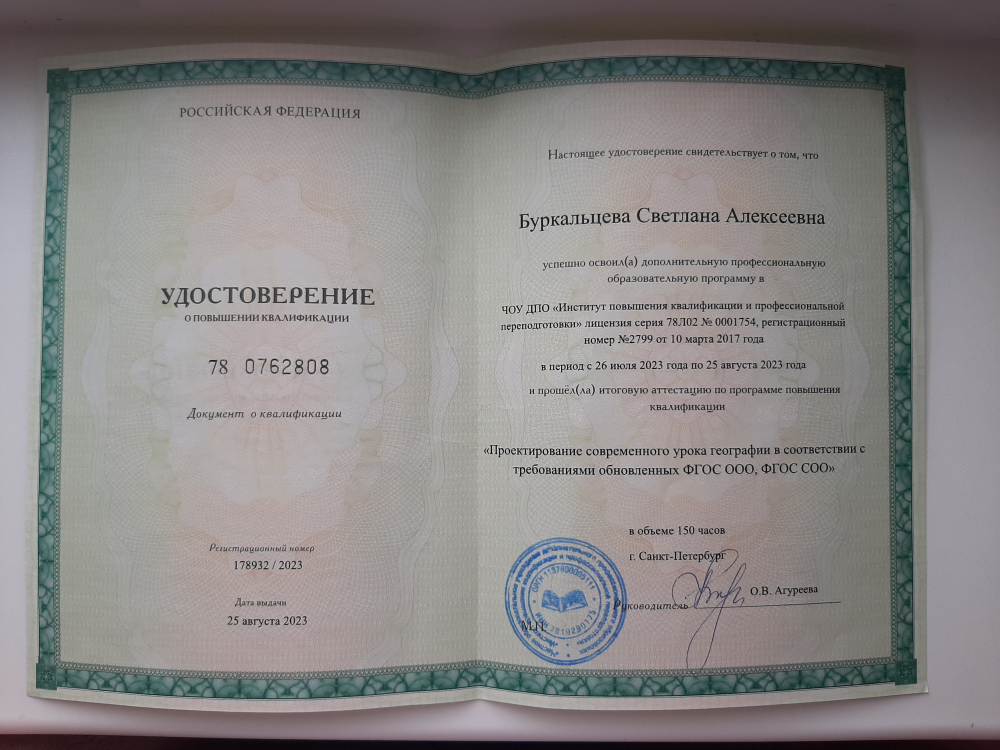 РОССИЙСКАЯ ФЕДЕРАЦИЯ
УДОСТОВЕРЕНИЕ
О ПОВЫШЕНИИ КВАЛИФИКАЦИИ
78 0762808
Документ о квалификации
Регистрационный номер
178932 / 2023
Дата выдачи
25 августа 2023
Настоящее удостоверение свидетельствует о том, что
Буркальцева Светлана Алексеевна
успешно освоил(а) дополнительную профессиональную
образовательную программу в
ЧОУ ДПО «Институт повышения квалификации и профессиональной
переподготовки» лицензия серия 78Л02 № 0001754, регистрационный
номер №2799 от 10 марта 2017 года
в период с 26 июля 2023 года по 25 августа 2023 года
и прошёл(ла) итоговую аттестацию по программе повышения
квалификации
«Проектирование современного урока географии в соответствии с
требованиями обновленных ФГОС ООО, ФГОС СОО»
в объеме 150 часов
г. Санкт-Петербург
Руководитель
О.В. Агуреева
М.П.